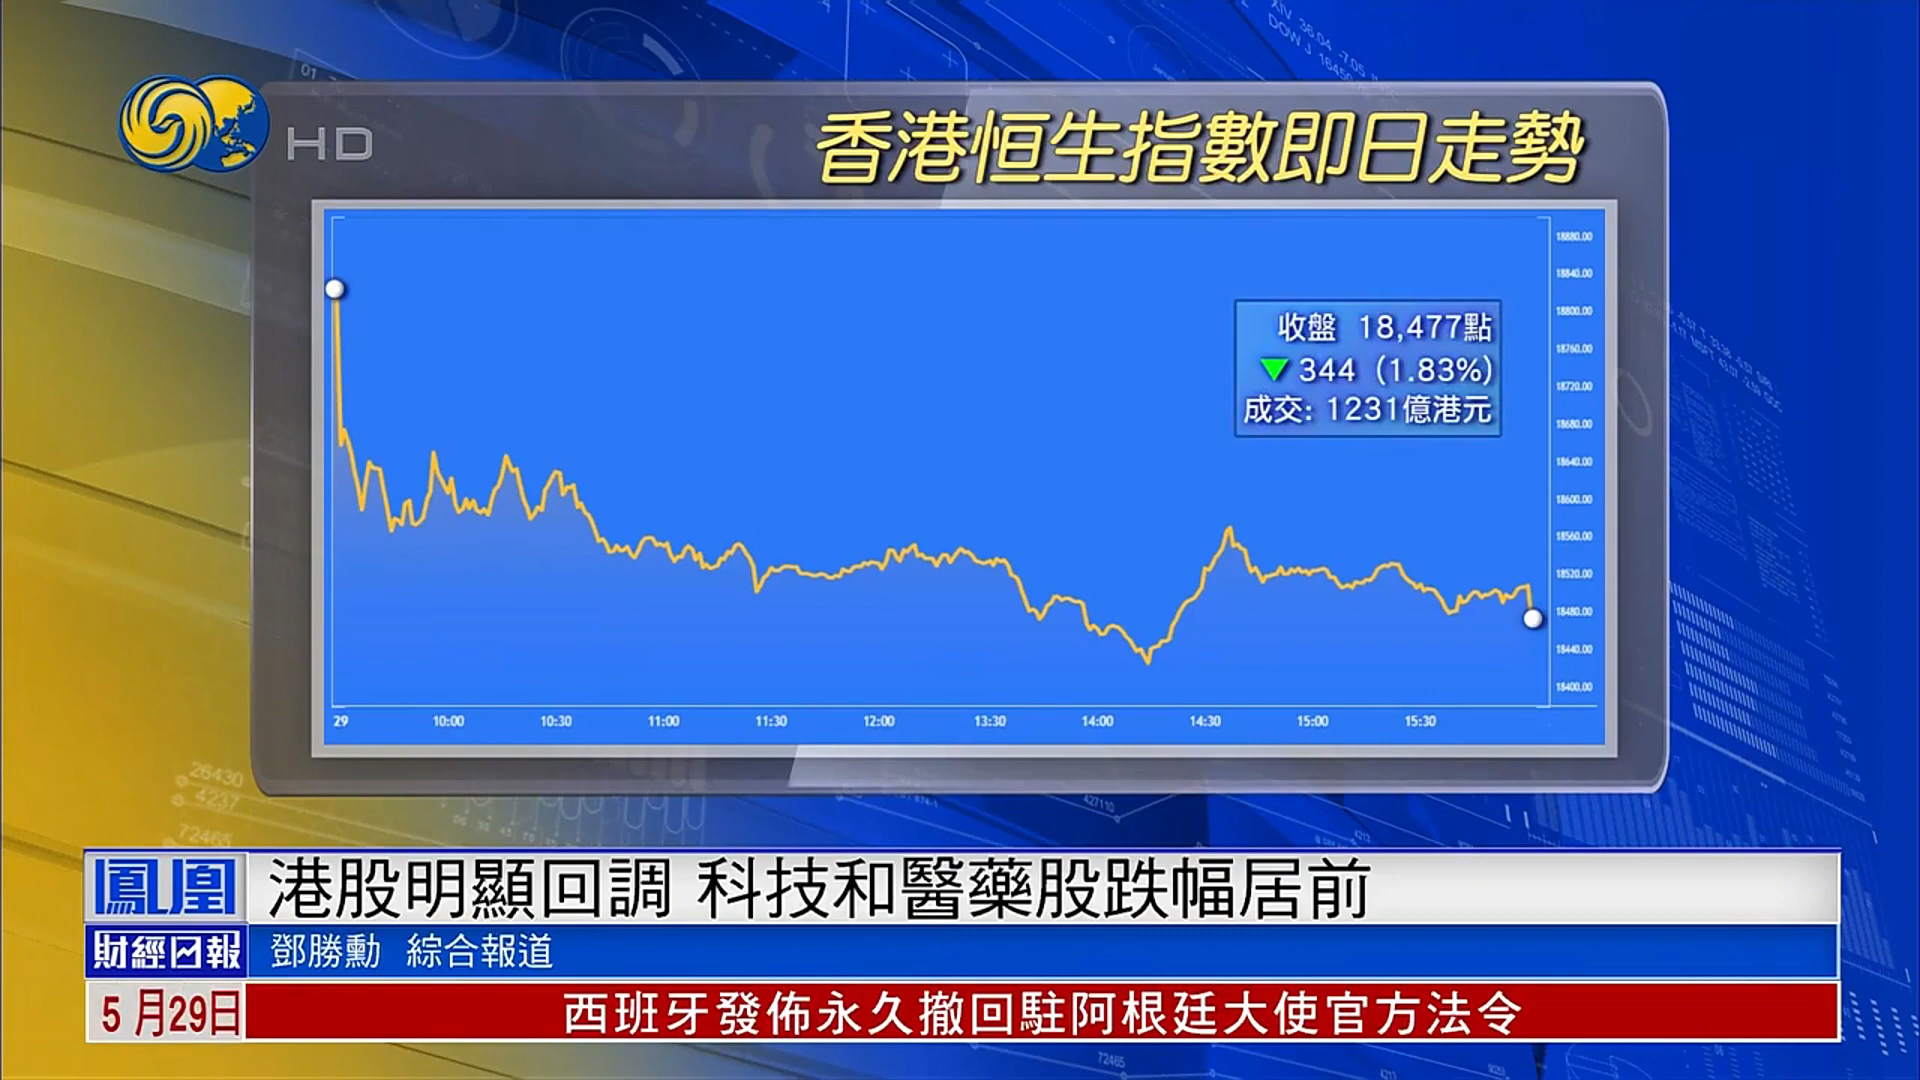 HD
香港恒生指數即日走勢
18880.00
18840.00
18800.00
18760.00
18720.00
18680.00
18640.00
18600.00
18560.00
18520.00
18480.00
18440.00
18400.00
收盤 18,477點
▼ 344 (1.83%)
成交: 1231億港元
29 10:00 10:30 11:00 11:30 12:00 13:30 14:00 14:30 15:00 15:30
26430
4237
72465
鳳凰 港股明顯回調 科技和醫藥股跌幅居前
財經日報 鄧勝勳 綜合報道
5月29日 西班牙發佈永久撤回駐阿根廷大使官方法令